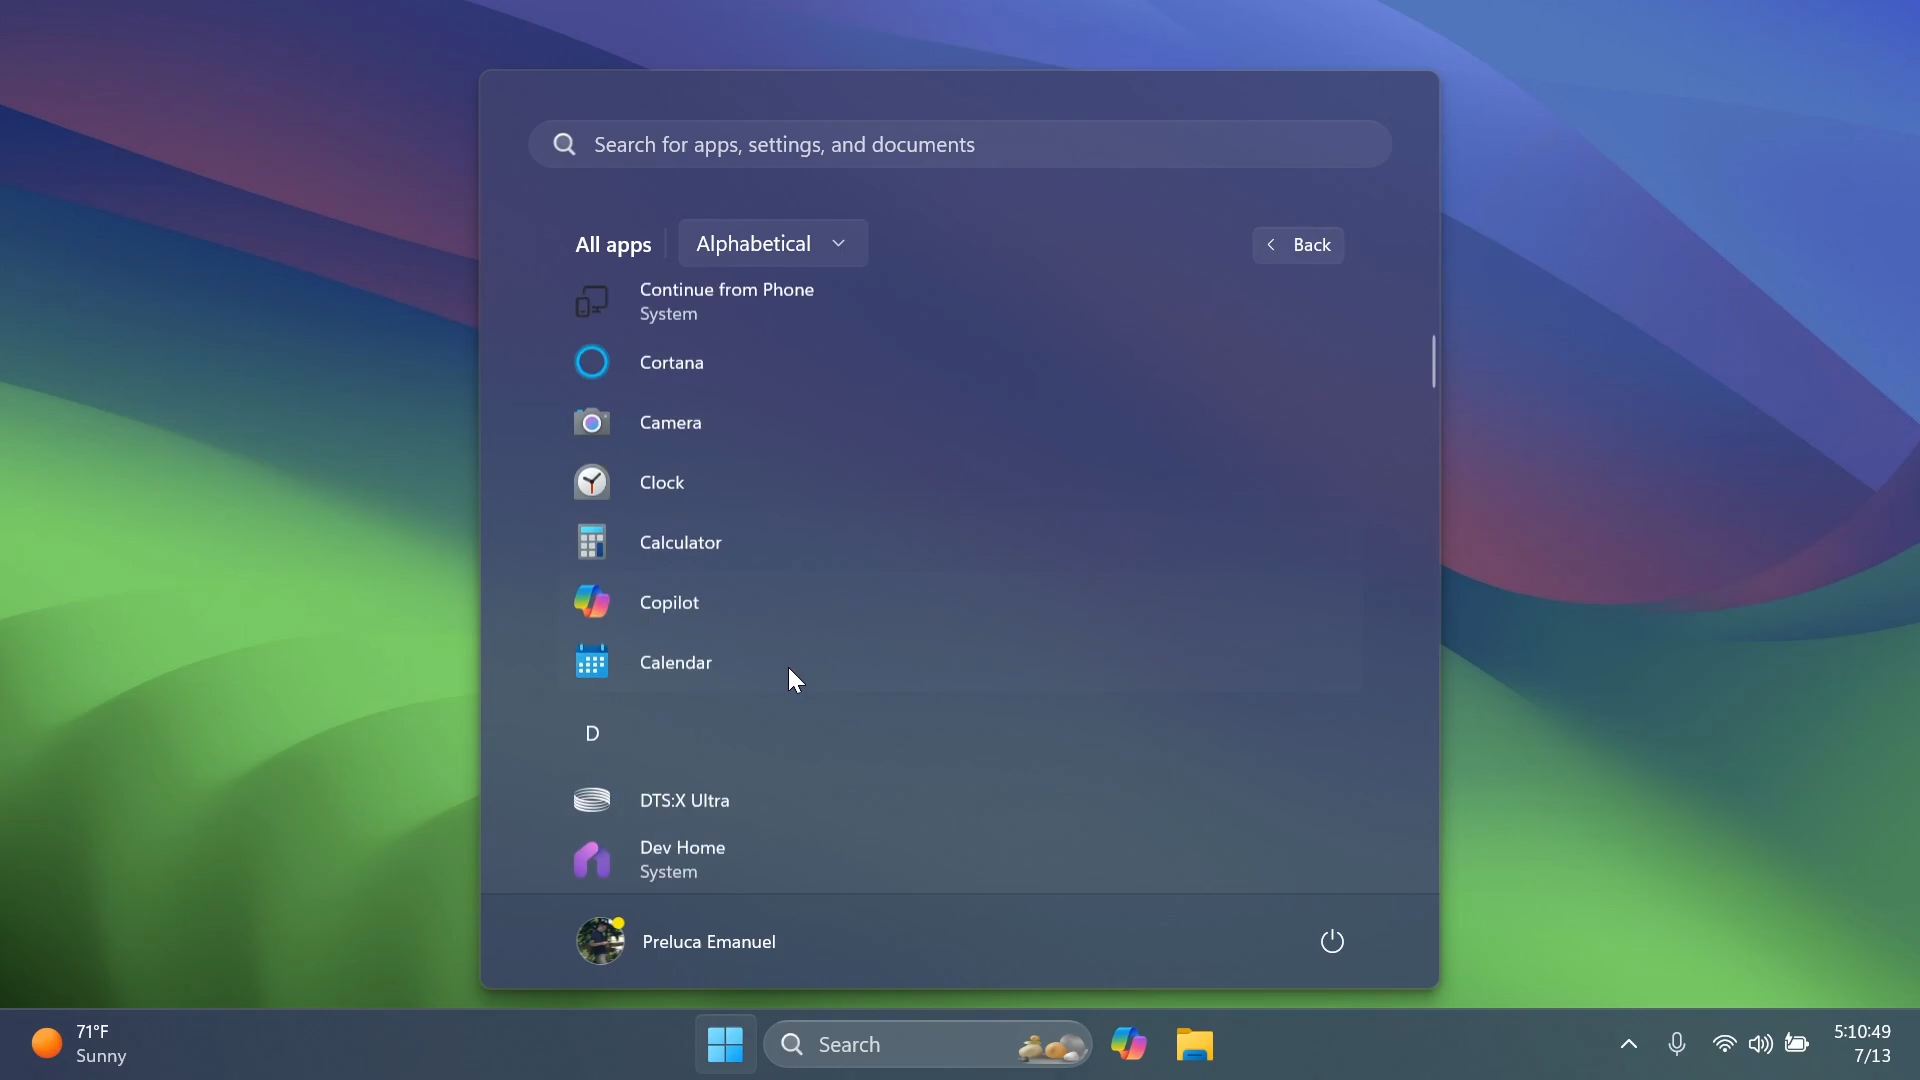 Search for apps, settings, and documents
All apps
Alphabetical
Back
Continue from Phone
System
Cortana
Camera
Clock
Calculator
Copilot
Calendar
D
DTS:X Ultra
Dev Home
System
Preluca Emanuel
71°F
Sunny
Search
5:10:49
7/13